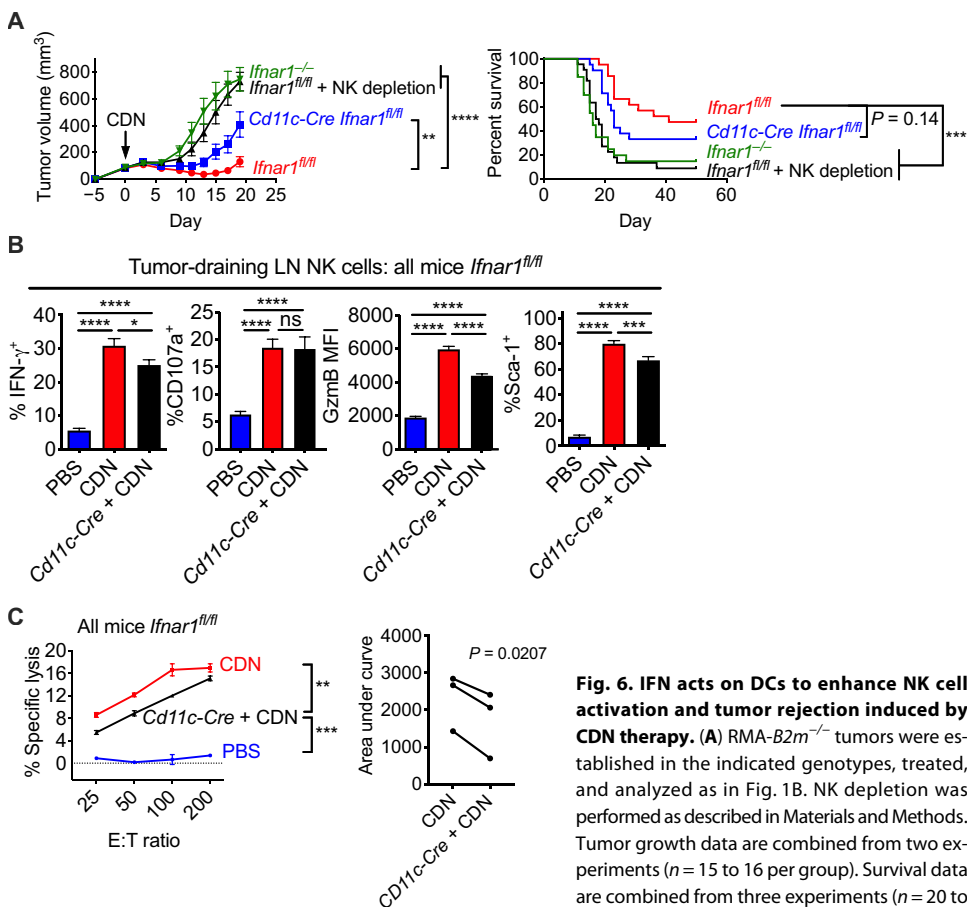 A
Tumor volume (mm³)
800
600
400
200
0
CDN
Ifnar1⁻/⁻
Ifnar1fl/fl + NK depletion
Cd11c-Cre Ifnar1fl/fl
Ifnar1fl/fl
**
****
−5 0 5 10 15 20 25
Day
Percent survival
100
80
60
40
20
0
Ifnar1fl/fl
Cd11c-Cre Ifnar1fl/fl
Ifnar1⁻/⁻
Ifnar1fl/fl + NK depletion
P = 0.14
***
0 20 40 60
Day
B
Tumor-draining LN NK cells: all mice Ifnar1fl/fl
% IFN-γ⁺
40
30
20
10
0
****
**** *
PBS
CDN
Cd11c-Cre + CDN
%CD107a⁺
25
20
15
10
5
0
****
**** ns
PBS
CDN
Cd11c-Cre + CDN
GzmB MFI
8000
6000
4000
2000
0
****
**** ****
PBS
CDN
Cd11c-Cre + CDN
%Sca-1⁺
100
80
60
40
20
0
****
**** ***
PBS
CDN
Cd11c-Cre + CDN
C
All mice Ifnar1fl/fl
% Specific lysis
20
16
12
8
4
0
CDN
Cd11c-Cre + CDN
PBS
**
***
25 50 100 200
E:T ratio
Area under curve
4000
3000
2000
1000
0
P = 0.0207
CDN
CD11c-Cre + CDN
Fig. 6. IFN acts on DCs to enhance NK cell
activation and tumor rejection induced by
CDN therapy. (A) RMA-B2m⁻/⁻ tumors were es-
tablished in the indicated genotypes, treated,
and analyzed as in Fig. 1B. NK depletion was
performed as described in Materials and Methods.
Tumor growth data are combined from two ex-
periments (n = 15 to 16 per group). Survival data
are combined from three experiments (n = 20 to